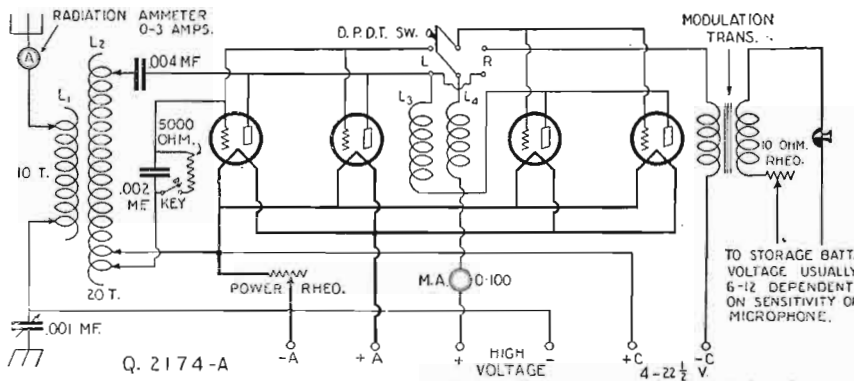 RADIATION AMMETER
0-3 AMPS.
A
L2
.004 MF.
L1
10 T.
5000
OHM.
.002
MF.
KEY
20 T.
.001 MF.
POWER RHEO.
D.P.D.T. SW.
L
R
L3
L4
M.A.
0-100
MODULATION
TRANS.
10 OHM.
RHEO.
TO STORAGE BATT.
VOLTAGE USUALLY
6-12 DEPENDENT
ON SENSITIVITY OF
MICROPHONE.
-A
+A
+
HIGH
VOLTAGE
-
+C
-C
4-22½ V.
Q. 2174-A